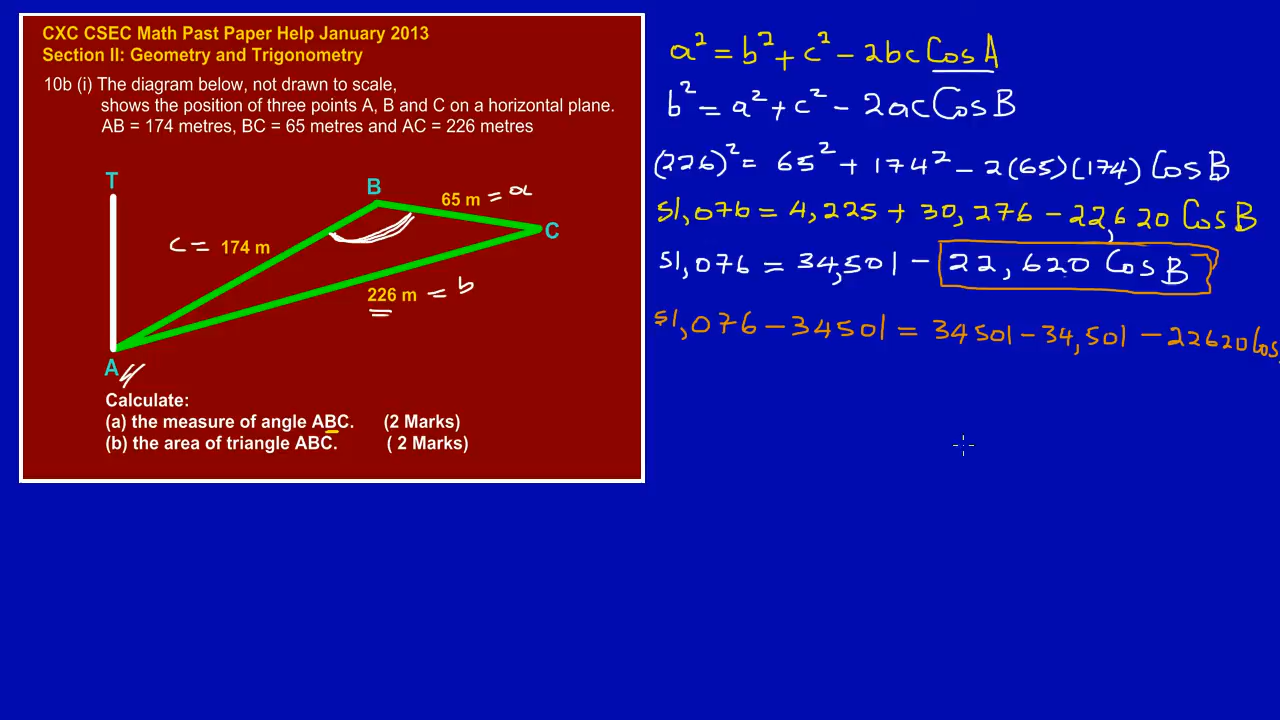 CXC CSEC Math Past Paper Help January 2013
Section II: Geometry and Trigonometry
10b (i) The diagram below, not drawn to scale,
shows the position of three points A, B and C on a horizontal plane.
AB = 174 metres, BC = 65 metres and AC = 226 metres
T
B
65 m = a
C
c = 174 m
226 m = b
A
Calculate:
(a) the measure of angle ABC. (2 Marks)
(b) the area of triangle ABC. ( 2 Marks)
a² = b² + c² - 2bc Cos A
b² = a² + c² - 2ac Cos B
(226)² = 65² + 174² - 2(65)(174) Cos B
51,076 = 4,225 + 30,276 - 22,620 Cos B
51,076 = 34,501 - 22,620 Cos B
51,076 - 34501 = 34501 - 34,501 - 22620 Cos